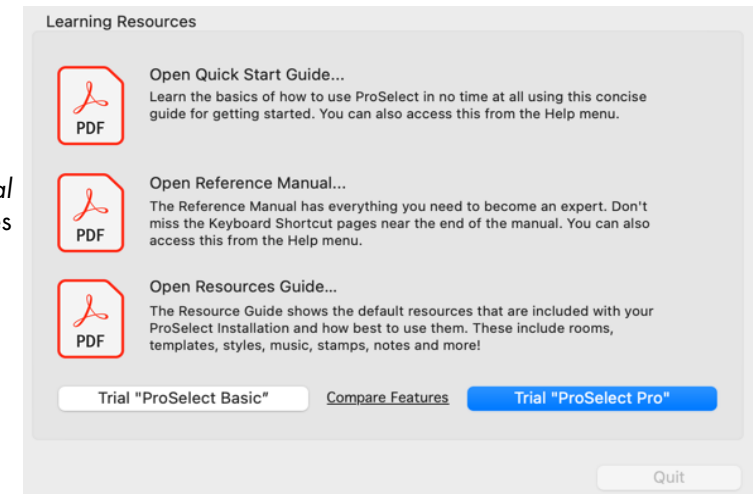 Learning Resources
Open Quick Start Guide...
Learn the basics of how to use ProSelect in no time at all using this concise
guide for getting started. You can also access this from the Help menu.
PDF
al
Open Reference Manual...
The Reference Manual has everything you need to become an expert. Don't
miss the Keyboard Shortcut pages near the end of the manual. You can also
access this from the Help menu.
PDF
Open Resources Guide...
The Resource Guide shows the default resources that are included with your
ProSelect Installation and how best to use them. These include rooms,
templates, styles, music, stamps, notes and more!
PDF
Trial "ProSelect Basic" Compare Features Trial "ProSelect Pro"
Quit